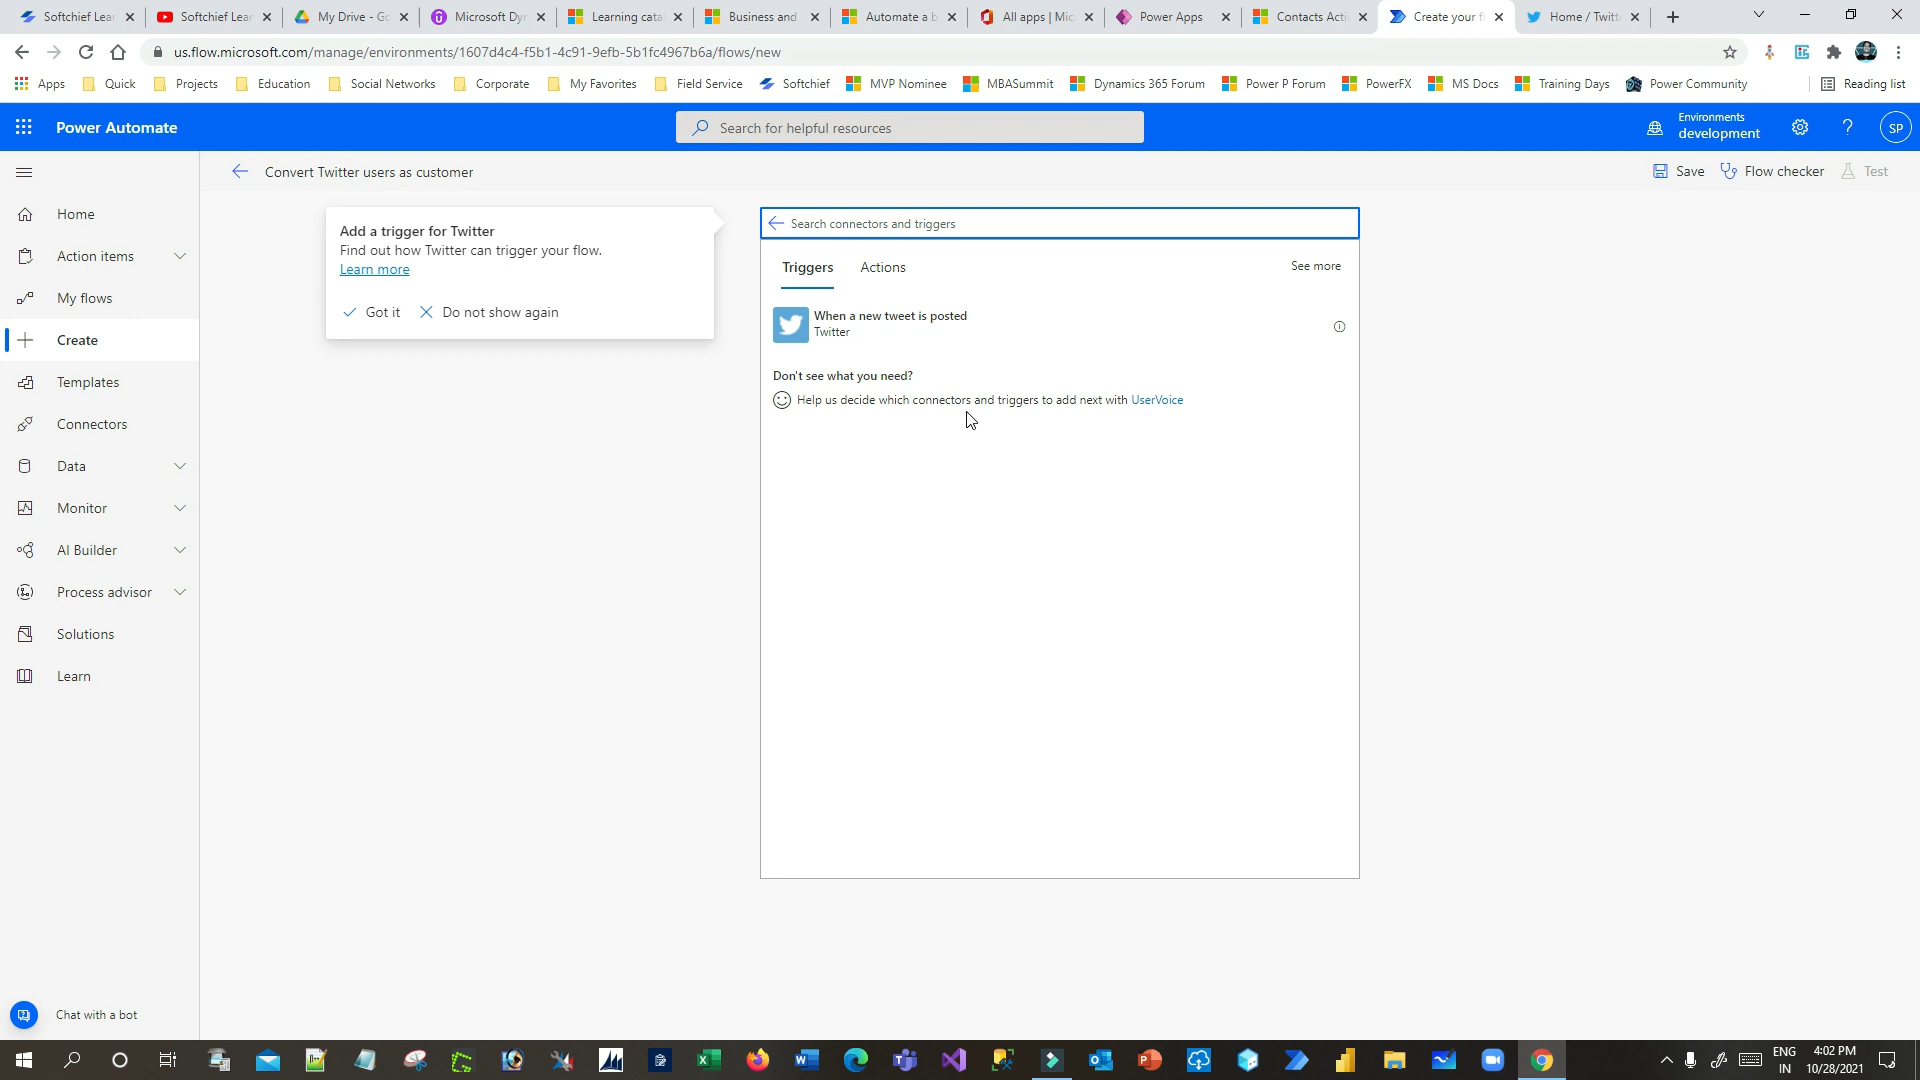 Softchief Lear
Softchief Lear
My Drive - Go
Microsoft Dyn
Learning catal
Business and
Automate a b
All apps | Mic
Power Apps
Contacts Activ
Create your f
Home / Twitt
us.flow.microsoft.com/manage/environments/1607d4c4-f5b1-4c91-9efb-5b1fc4967b6a/flows/new
Apps
Quick
Projects
Education
Social Networks
Corporate
My Favorites
Field Service
Softchief
MVP Nominee
MBASummit
Dynamics 365 Forum
Power P Forum
PowerFX
MS Docs
Training Days
Power Community
Reading list
Power Automate
Search for helpful resources
Environments
development
SP
Convert Twitter users as customer
Save
Flow checker
Test
Home
Action items
My flows
Create
Templates
Connectors
Data
Monitor
AI Builder
Process advisor
Solutions
Learn
Chat with a bot
Add a trigger for Twitter
Find out how Twitter can trigger your flow.
Learn more
Got it
Do not show again
Search connectors and triggers
Triggers
Actions
See more
When a new tweet is posted
Twitter
Don't see what you need?
Help us decide which connectors and triggers to add next with UserVoice
ENG
IN
4:02 PM
10/28/2021